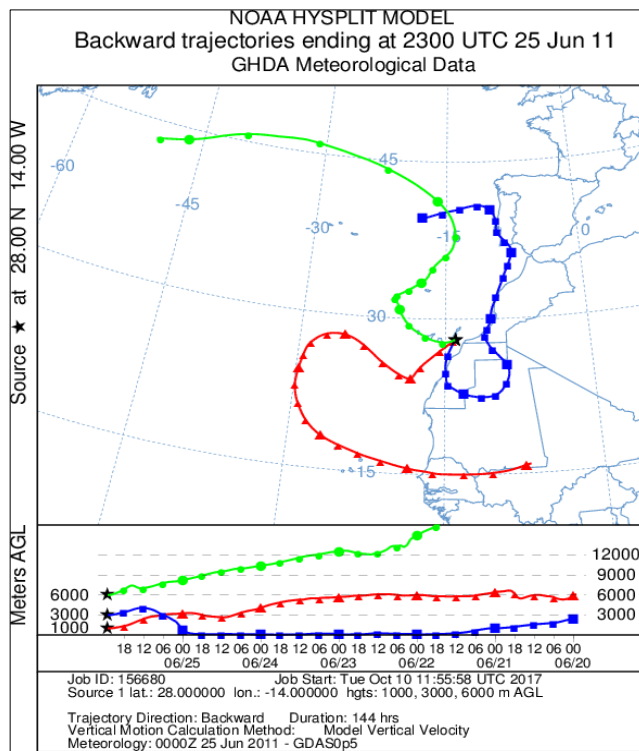 NOAA HYSPLIT MODEL
Backward trajectories ending at 2300 UTC 25 Jun 11
GHDA Meteorological Data
Source ★ at 28.00 N 14.00 W
-60
-45
-30
-15
0
45
30
15
Meters AGL
6000
3000
1000
12000
9000
6000
3000
18 12 06 00 18 12 06 00 18 12 06 00 18 12 06 00 18 12 06 00 18 12 06 00
06/25 06/24 06/23 06/22 06/21 06/20
Job ID: 156680 Job Start: Tue Oct 10 11:55:58 UTC 2017
Source 1 lat.: 28.000000 lon.: -14.000000 hgts: 1000, 3000, 6000 m AGL
Trajectory Direction: Backward Duration: 144 hrs
Vertical Motion Calculation Method: Model Vertical Velocity
Meteorology: 0000Z 25 Jun 2011 - GDAS0p5